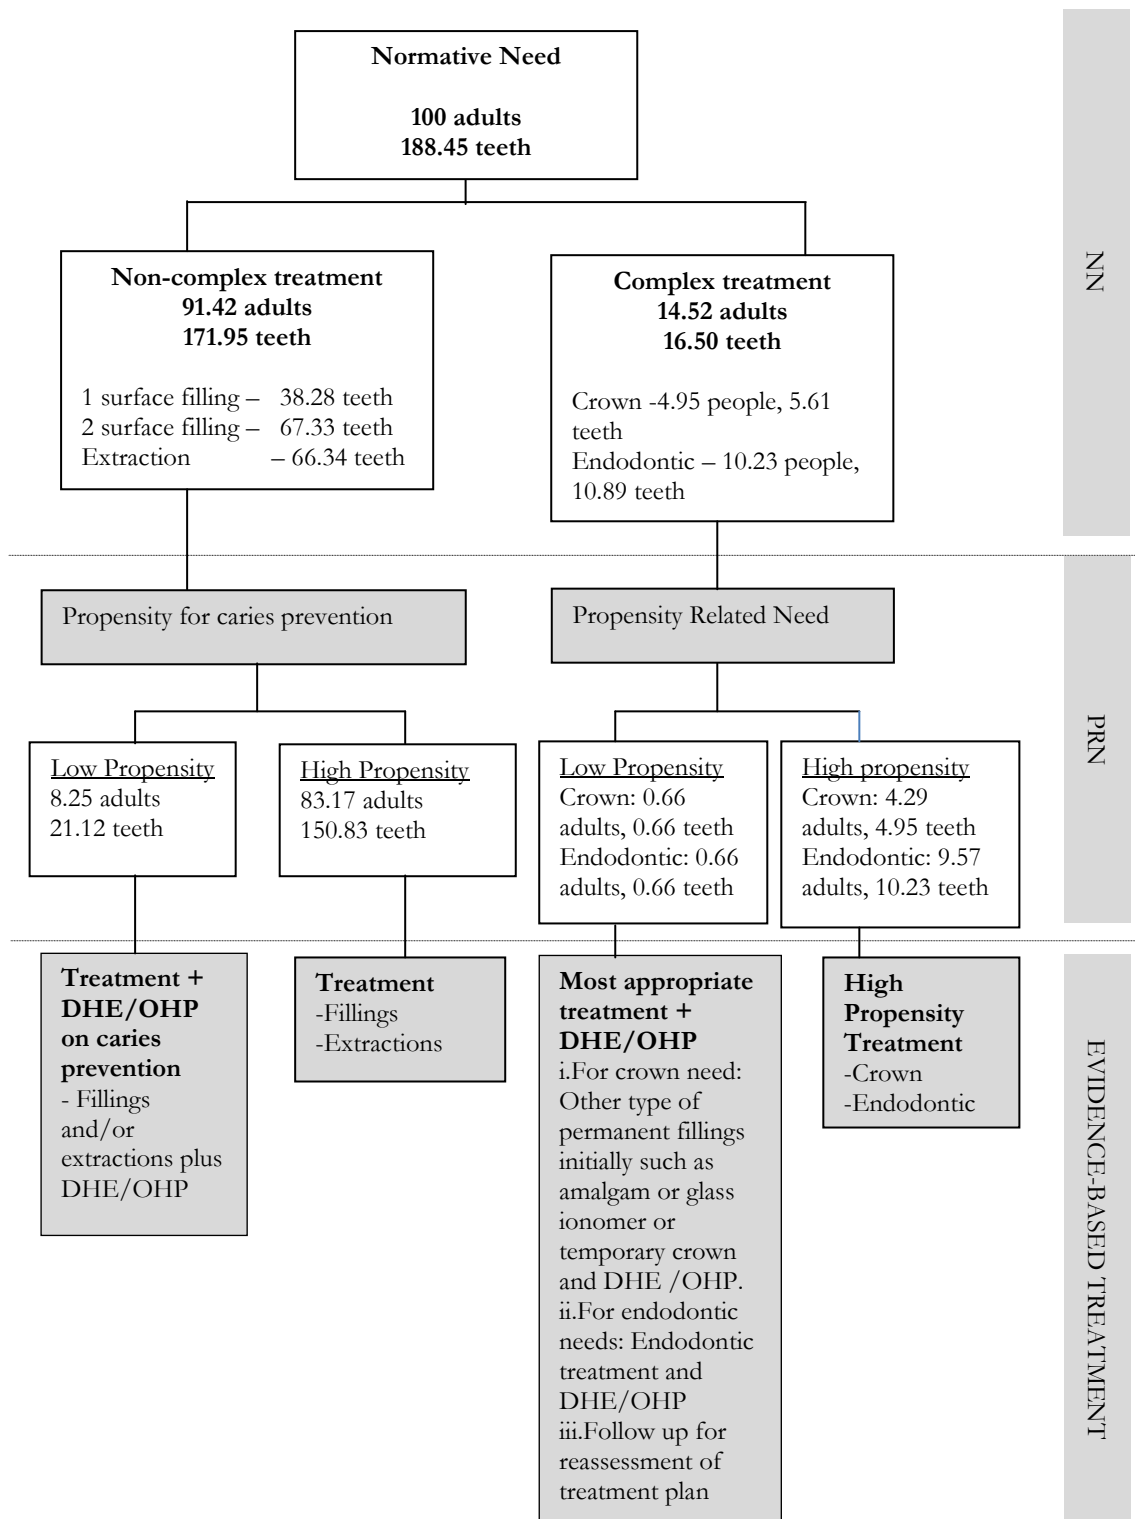 Normative Need
100 adults
188.45 teeth
Non-complex treatment
91.42 adults
171.95 teeth
1 surface filling – 38.28 teeth
2 surface filling – 67.33 teeth
Extraction – 66.34 teeth
Complex treatment
14.52 adults
16.50 teeth
Crown -4.95 people, 5.61
teeth
Endodontic – 10.23 people,
10.89 teeth
NN
Propensity for caries prevention
Propensity Related Need
Low Propensity
8.25 adults
21.12 teeth
High Propensity
83.17 adults
150.83 teeth
Low Propensity
Crown: 0.66
adults, 0.66 teeth
Endodontic: 0.66
adults, 0.66 teeth
High propensity
Crown: 4.29
adults, 4.95 teeth
Endodontic: 9.57
adults, 10.23 teeth
PRN
Treatment +
DHE/OHP
on caries
prevention
- Fillings
and/or
extractions plus
DHE/OHP
Treatment
-Fillings
-Extractions
Most appropriate
treatment +
DHE/OHP
i.For crown need:
Other type of
permanent fillings
initially such as
amalgam or glass
ionomer or
temporary crown
and DHE /OHP.
ii.For endodontic
needs: Endodontic
treatment and
DHE/OHP
iii.Follow up for
reassessment of
treatment plan
High
Propensity
Treatment
-Crown
-Endodontic
EVIDENCE-BASED TREATMENT